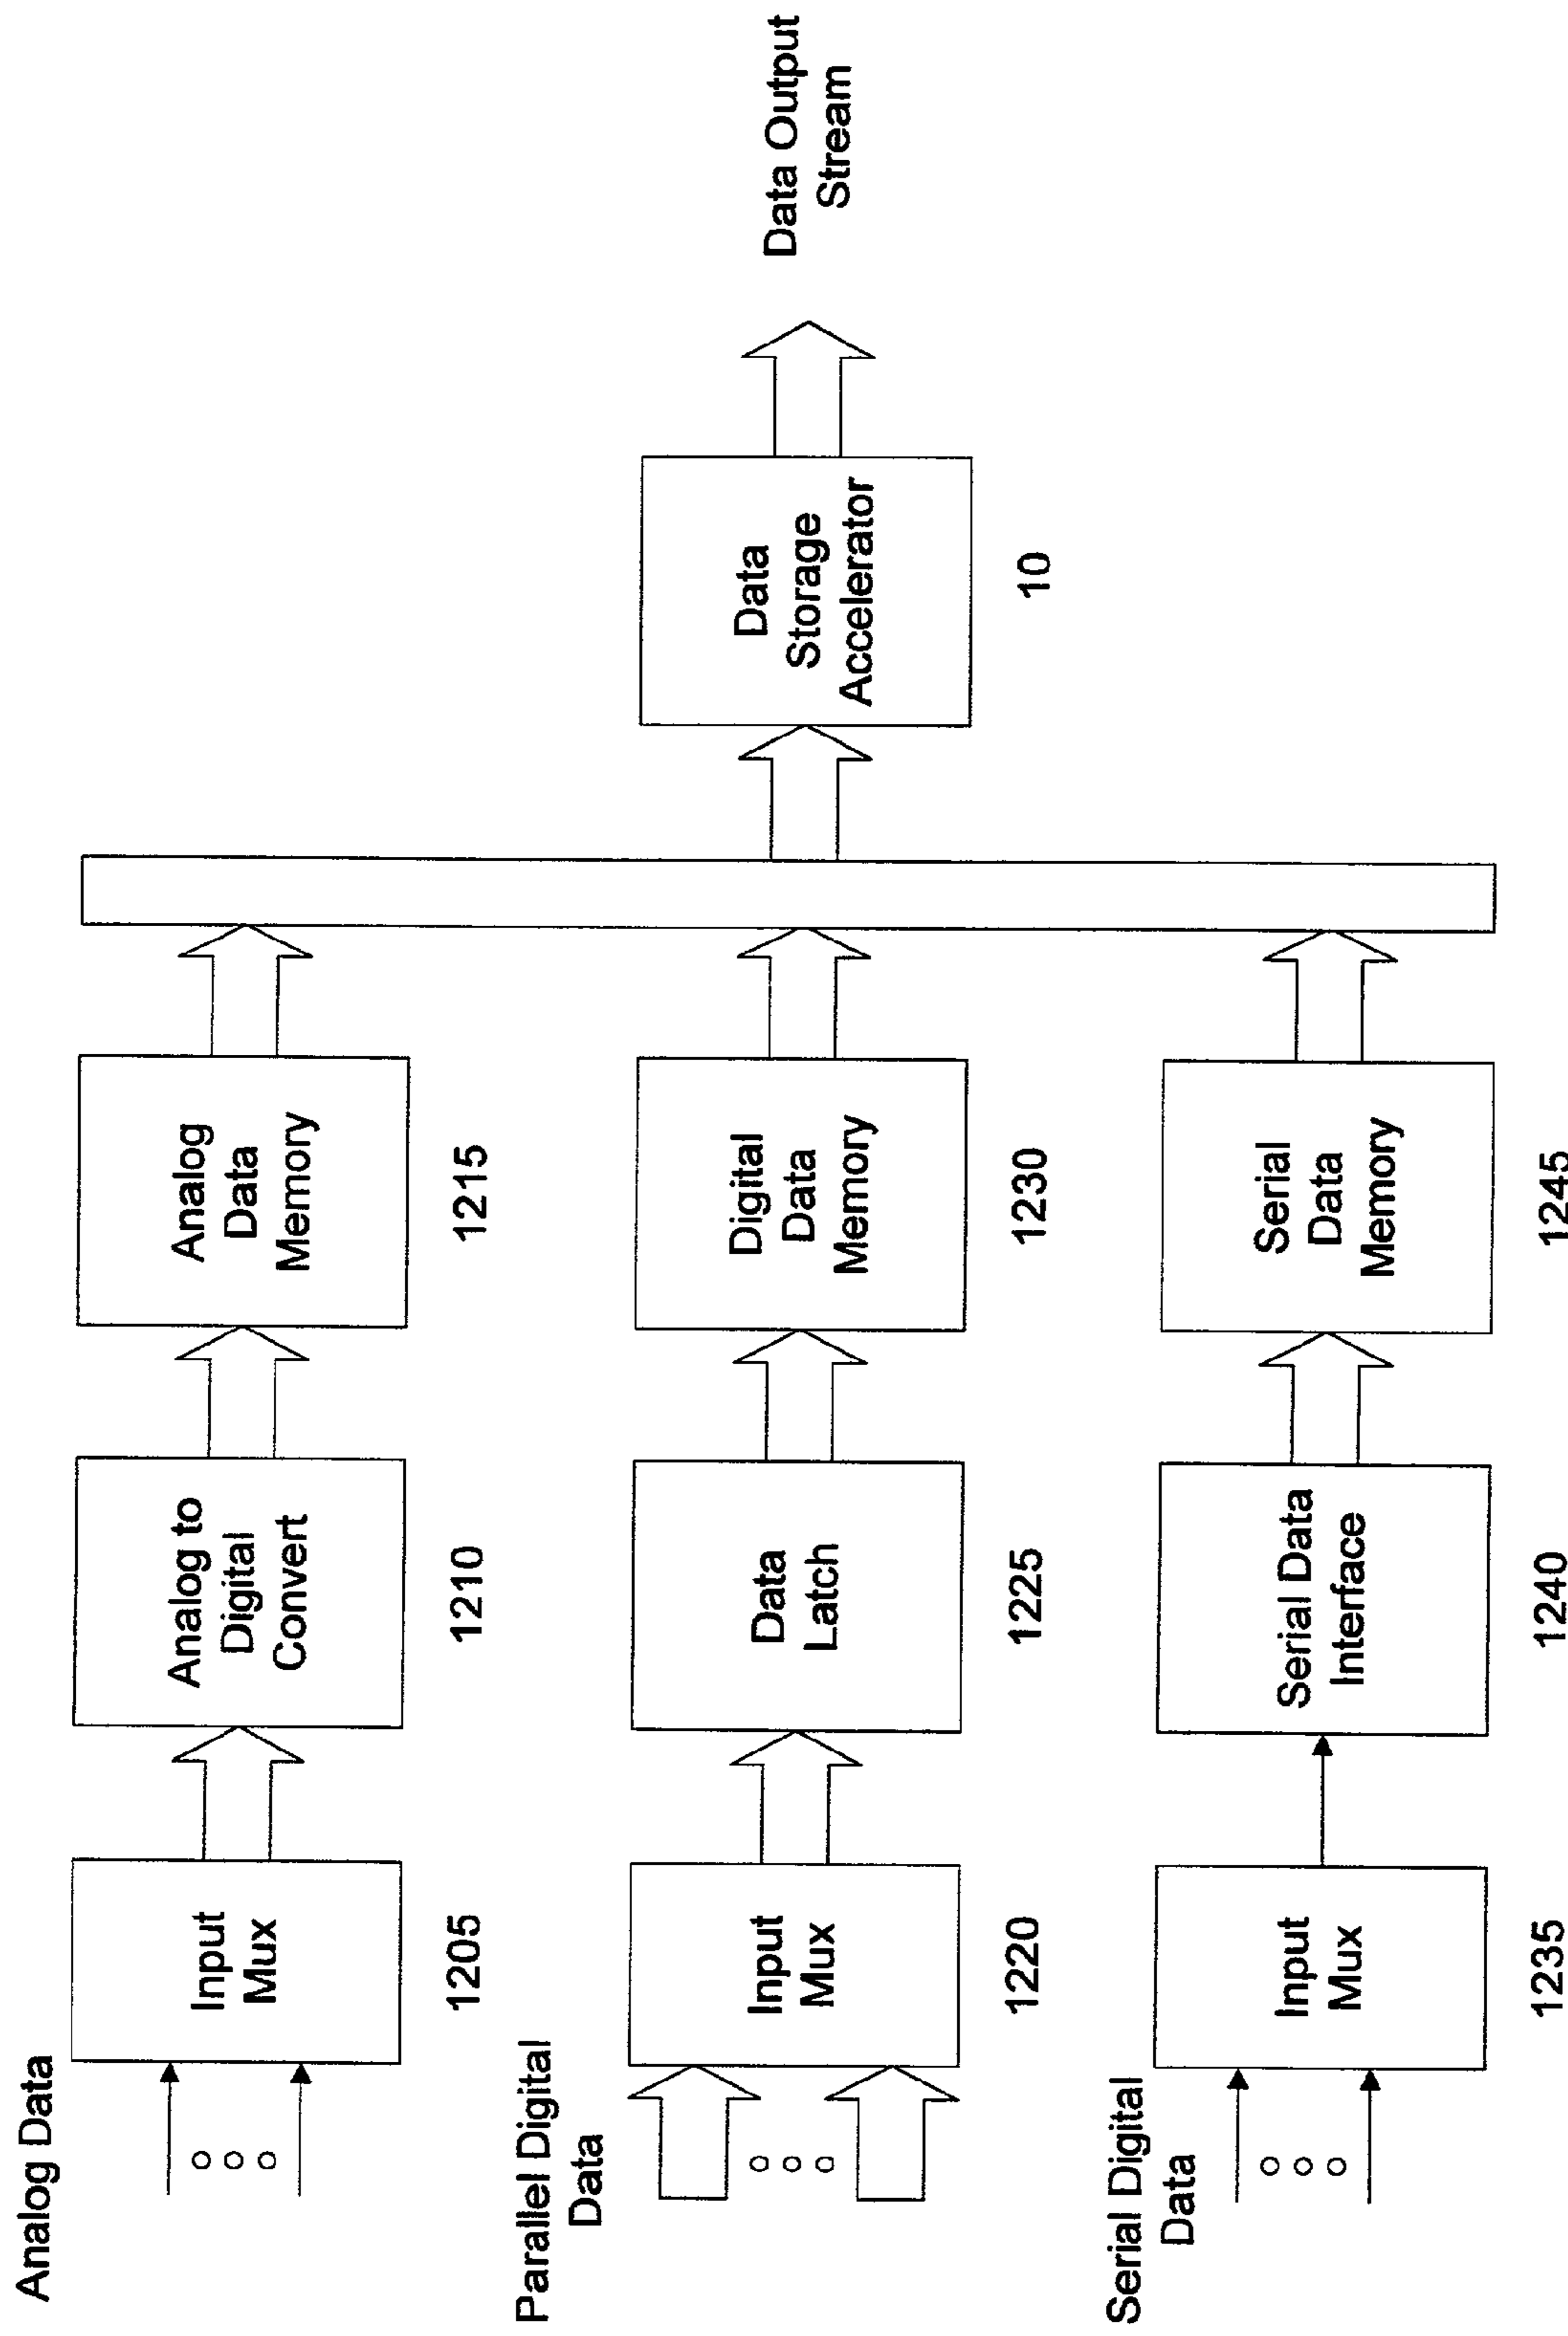 Analog Data
Input
Mux
1205
Analog to
Digital
Convert
1210
Analog
Data
Memory
1215
Parallel Digital
Data
Input
Mux
1220
Data
Latch
1225
Digital
Data
Memory
1230
Data
Storage
Accelerator
10
Data Output
Stream
Serial Digital
Data
Input
Mux
1235
Serial Data
Interface
1240
Serial
Data
Memory
1245